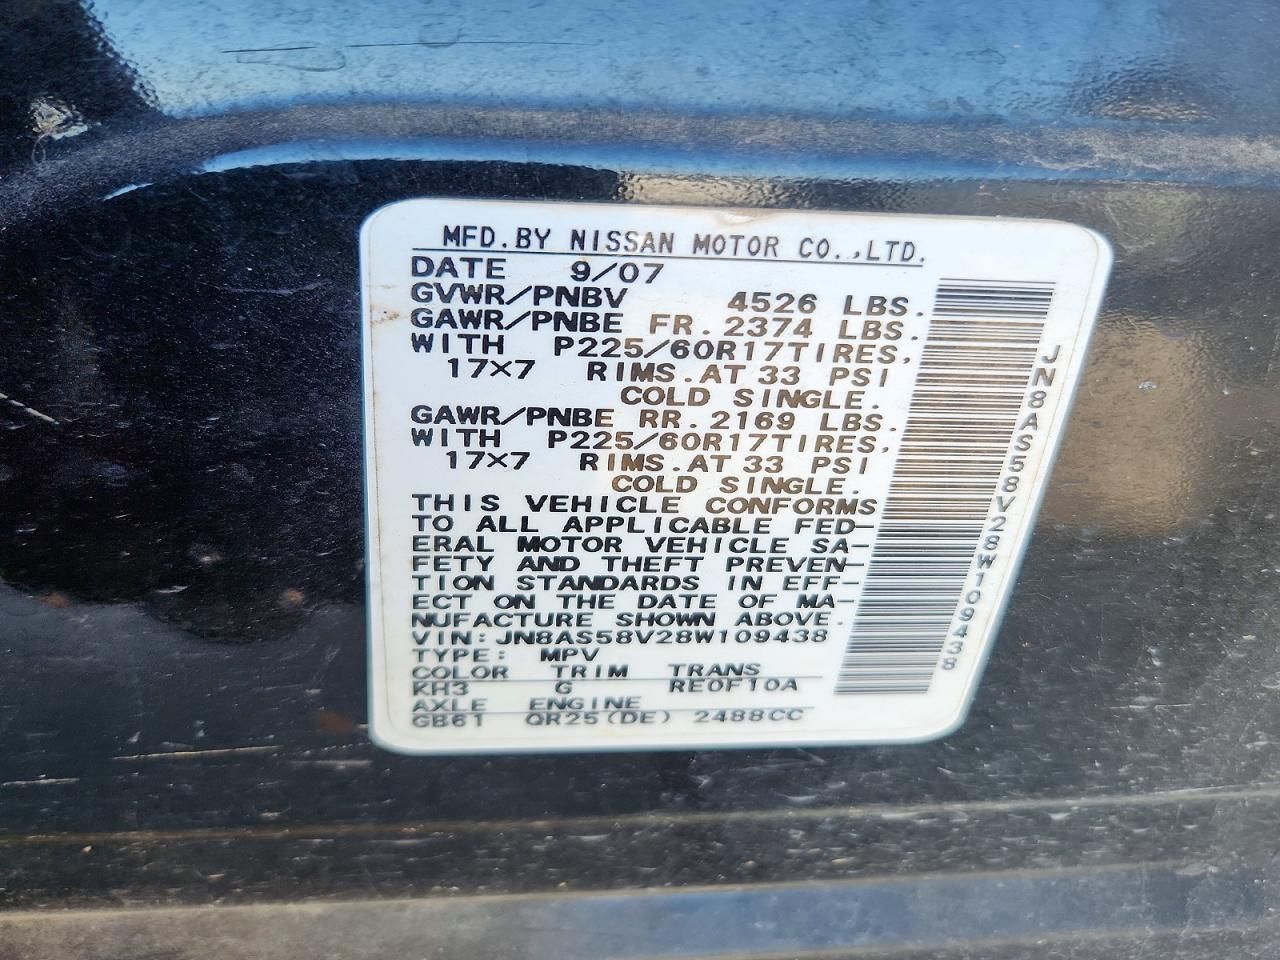 MFD. BY NISSAN MOTOR CO.,LTD.
DATE 9/07
GVWR/PNBV 4526 LBS.
GAWR/PNBE FR. 2374 LBS.
WITH P225/60R17TIRES,
17×7 RIMS. AT 33 PSI
COLD SINGLE.
GAWR/PNBE RR. 2169 LBS.
WITH P225/60R17TIRES,
17×7 RIMS. AT 33 PSI
COLD SINGLE.
THIS VEHICLE CONFORMS
TO ALL APPLICABLE FED-
ERAL MOTOR VEHICLE SA-
FETY AND THEFT PREVEN-
TION STANDARDS IN EFF-
ECT ON THE DATE OF MA-
NUFACTURE SHOWN ABOVE.
VIN: JN8AS58V28W109438
TYPE: MPV
COLOR TRIM TRANS
KH3 G RE0F10A
AXLE ENGINE
GB61 QR25(DE) 2488CC
JN8AS58V28W109438